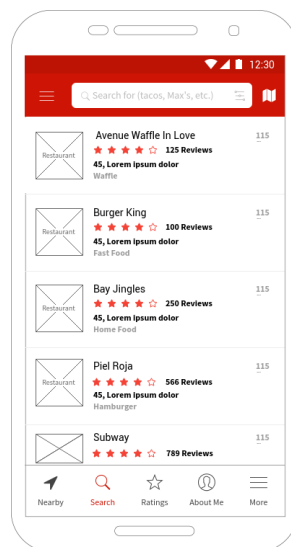 12:30
Search for (tacos, Max's, etc.)
Restaurant
Avenue Waffle In Love
115
125 Reviews
45, Lorem ipsum dolor
Waffle
Restaurant
Burger King
115
100 Reviews
45, Lorem ipsum dolor
Fast Food
Restaurant
Bay Jingles
115
250 Reviews
45, Lorem ipsum dolor
Home Food
Restaurant
Piel Roja
115
566 Reviews
45, Lorem ipsum dolor
Hamburger
Subway
115
789 Reviews
Nearby
Search
Ratings
About Me
More